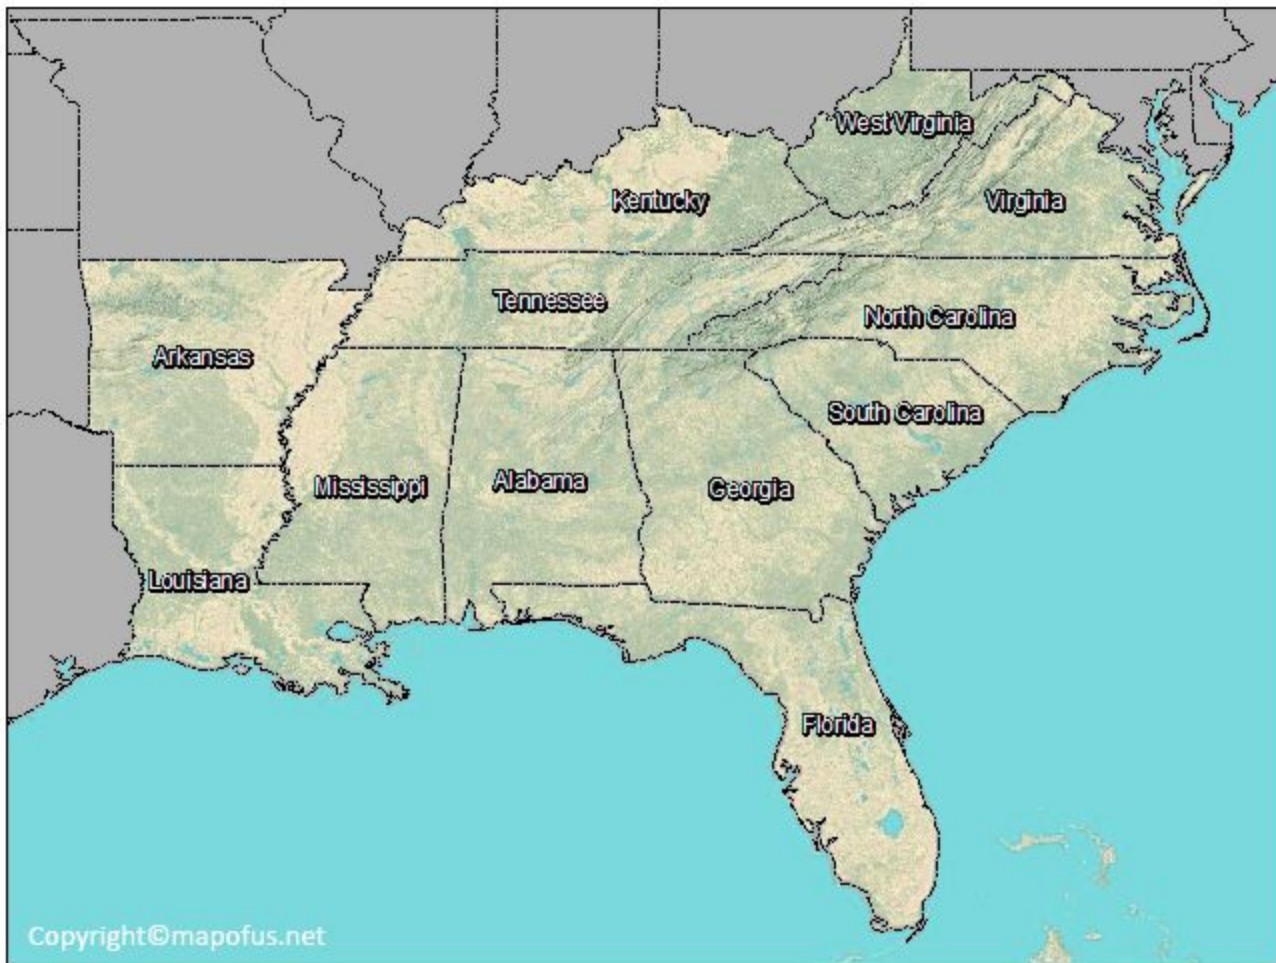 West Virginia
Kentucky
Virginia
Tennessee
North Carolina
Arkansas
South Carolina
Mississippi
Alabama
Georgia
Louisiana
Florida
Copyright©mapofus.net